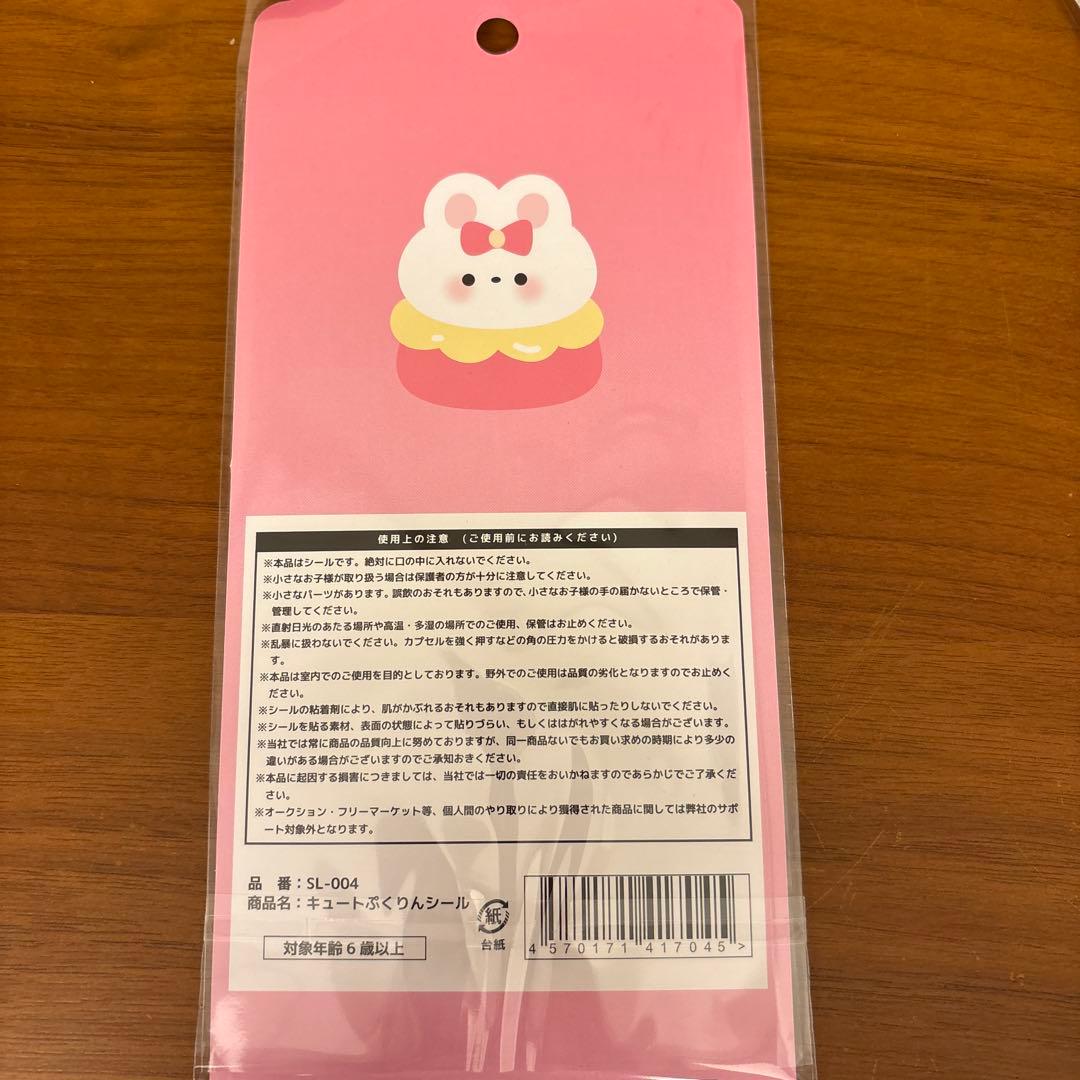 使用上の注意　(ご使用前にお読みください)
※本品はシールです。絶対に口の中に入れないでください。
※小さなお子様が取り扱う場合は保護者の方が十分に注意してください。
※小さなパーツがあります。誤飲のおそれもありますので、小さなお子様の手の届かないところで保管・
管理してください。
※直射日光のあたる場所や高温・多湿の場所でのご使用、保管はお止めください。
※乱暴に扱わないでください。カプセルを強く押すなどの角の圧力をかけると破損するおそれがありま
す。
※本品は室内でのご使用を目的としております。野外でのご使用は品質の劣化となりますのでお止めく
ださい。
※シールの粘着剤により、肌がかぶれるおそれもありますので直接肌に貼ったりしないでください。
※シールを貼る素材、表面の状態によって貼りづらい、もしくははがれやすくなる場合がございます。
※当社では常に商品の品質向上に努めておりますが、同一商品ないでもお買い求めの時期により多少の
違いがある場合がございますのでご承知おきください。
※本品に起因する損害につきましては、当社では一切の責任をおいかねますのであらかじでご了承くだ
さい。
※オークション・フリーマーケット等、個人間のやり取りにより獲得された商品に関しては弊社のサポ
ート対象外となります。
品　番：SL-004
商品名：キュートぷくりんシール
対象年齢６歳以上
紙
台紙
4 570171 417045 >